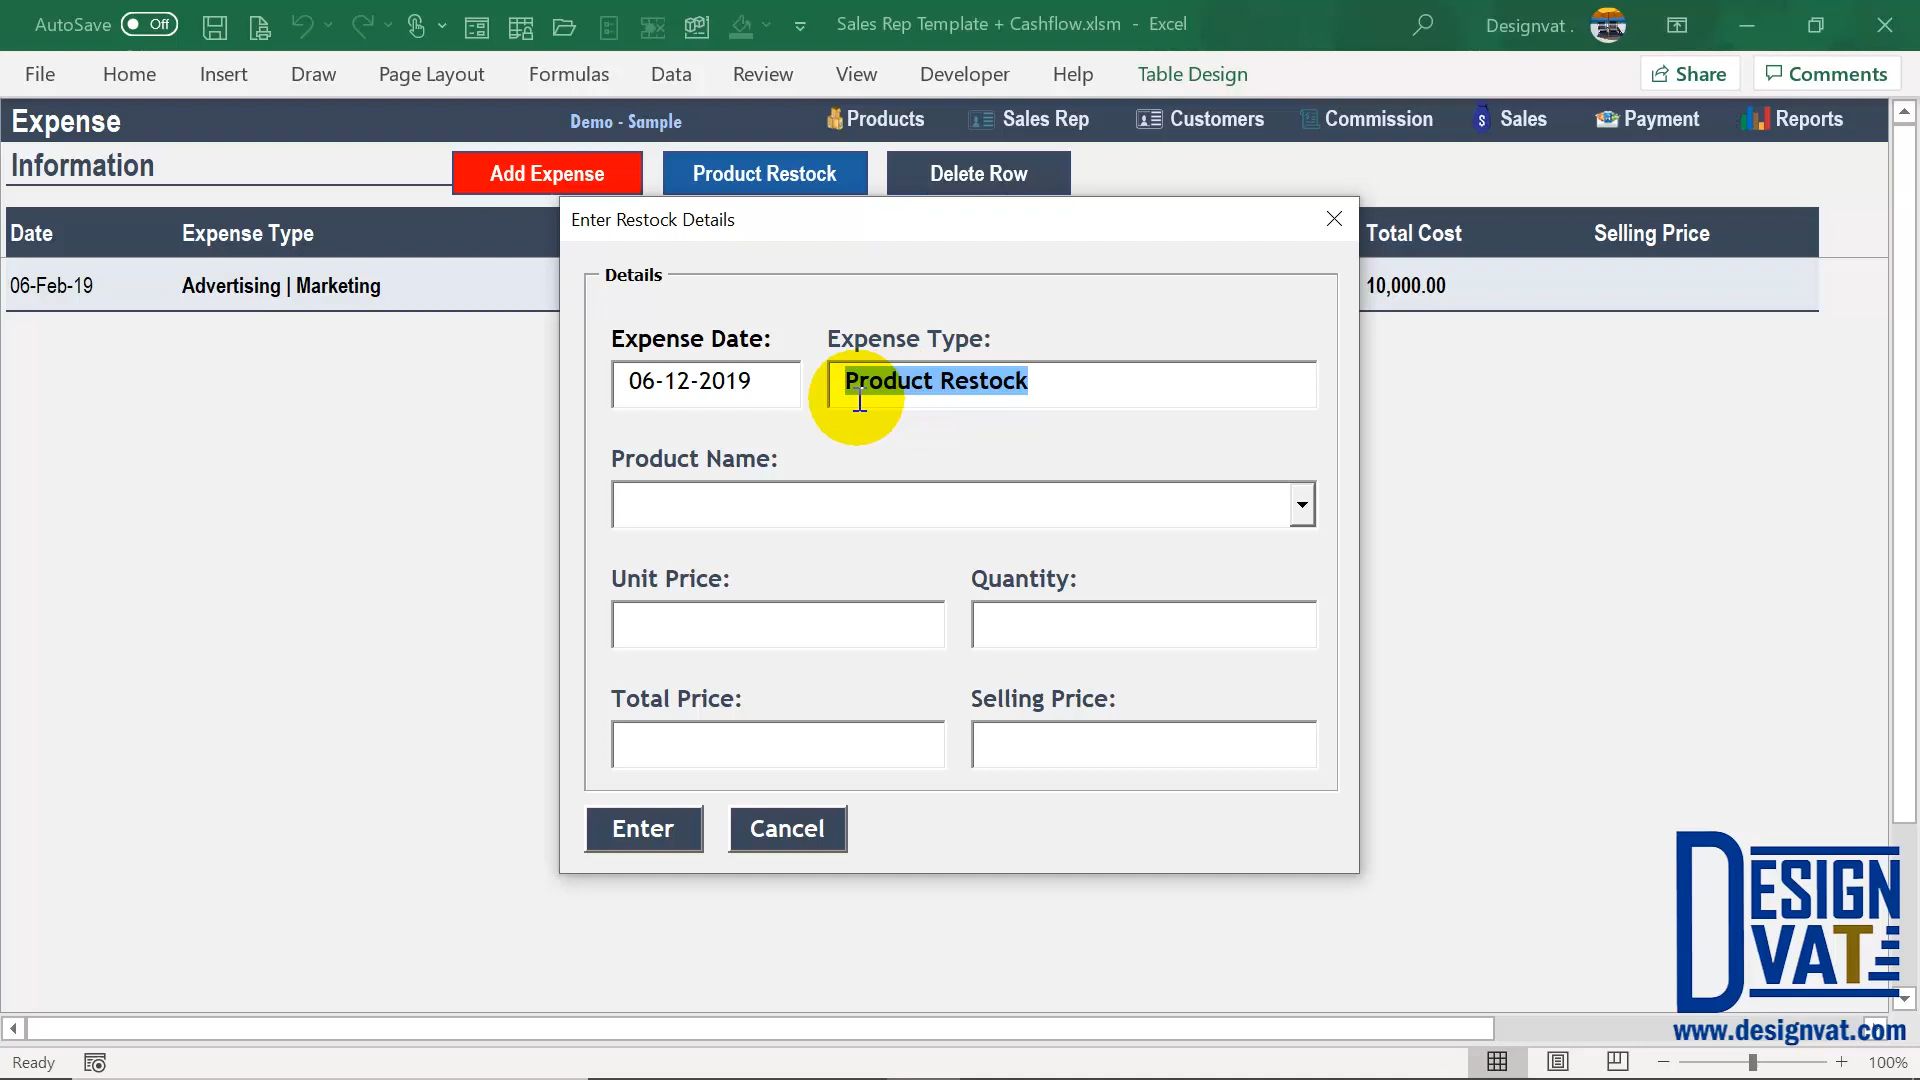 AutoSave Off Sales Rep Template + Cashflow.xlsm - Excel Designvat .
File Home Insert Draw Page Layout Formulas Data Review View Developer Help Table Design Share Comments
Expense Demo - Sample Products Sales Rep Customers Commission $ Sales Payment Reports
Information Add Expense Product Restock Delete Row
Enter Restock Details
Date Expense Type Total Cost Selling Price
06-Feb-19 Advertising | Marketing 10,000.00
Details
Expense Date: Expense Type:
06-12-2019 Product Restock
Product Name:
Unit Price: Quantity:
Total Price: Selling Price:
Enter Cancel
DESIGN
VAT
www.designvat.com
Ready 100%